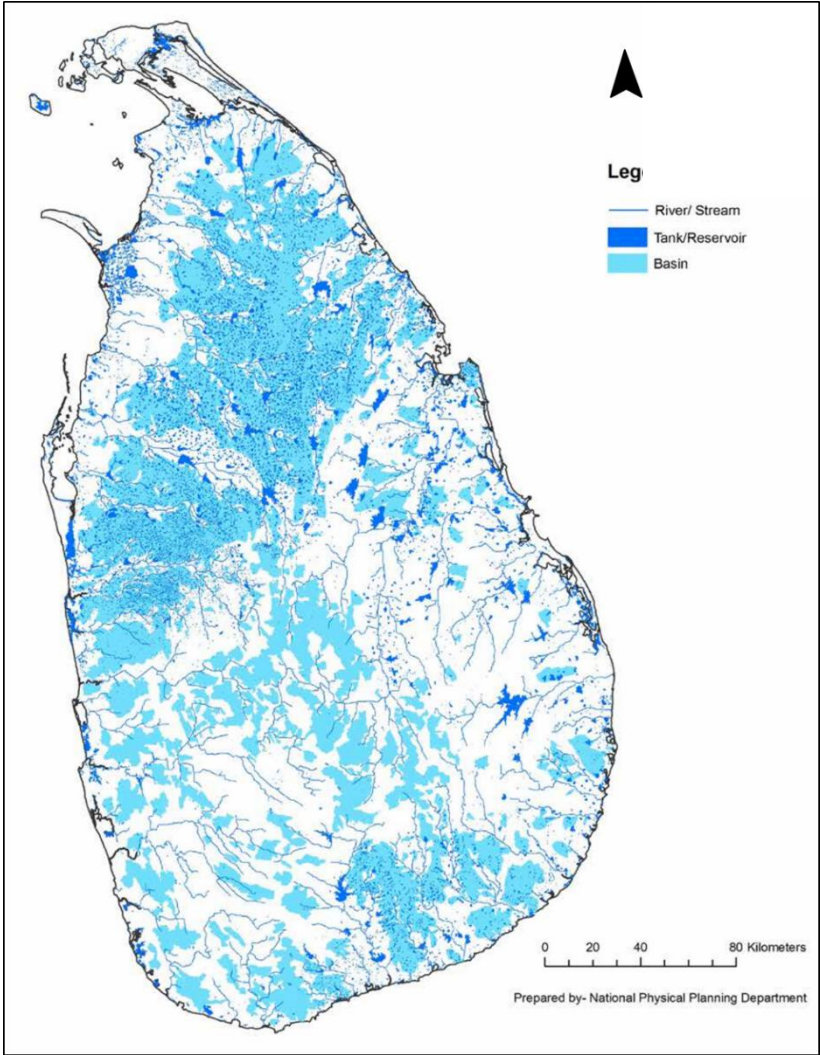 Leg
River/ Stream
Tank/Reservoir
Basin
0 20 40 80 Kilometers
Prepared by- National Physical Planning Department